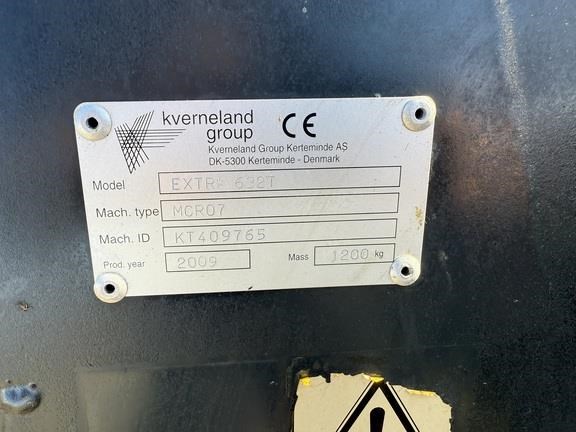 kverneland
group
CE
Kverneland Group Kerteminde AS
DK-5300 Kerteminde - Denmark
Model EXTRA 632T
Mach. type MCR07
Mach. ID KT409765
Prod. year 2009 Mass 1200 kg